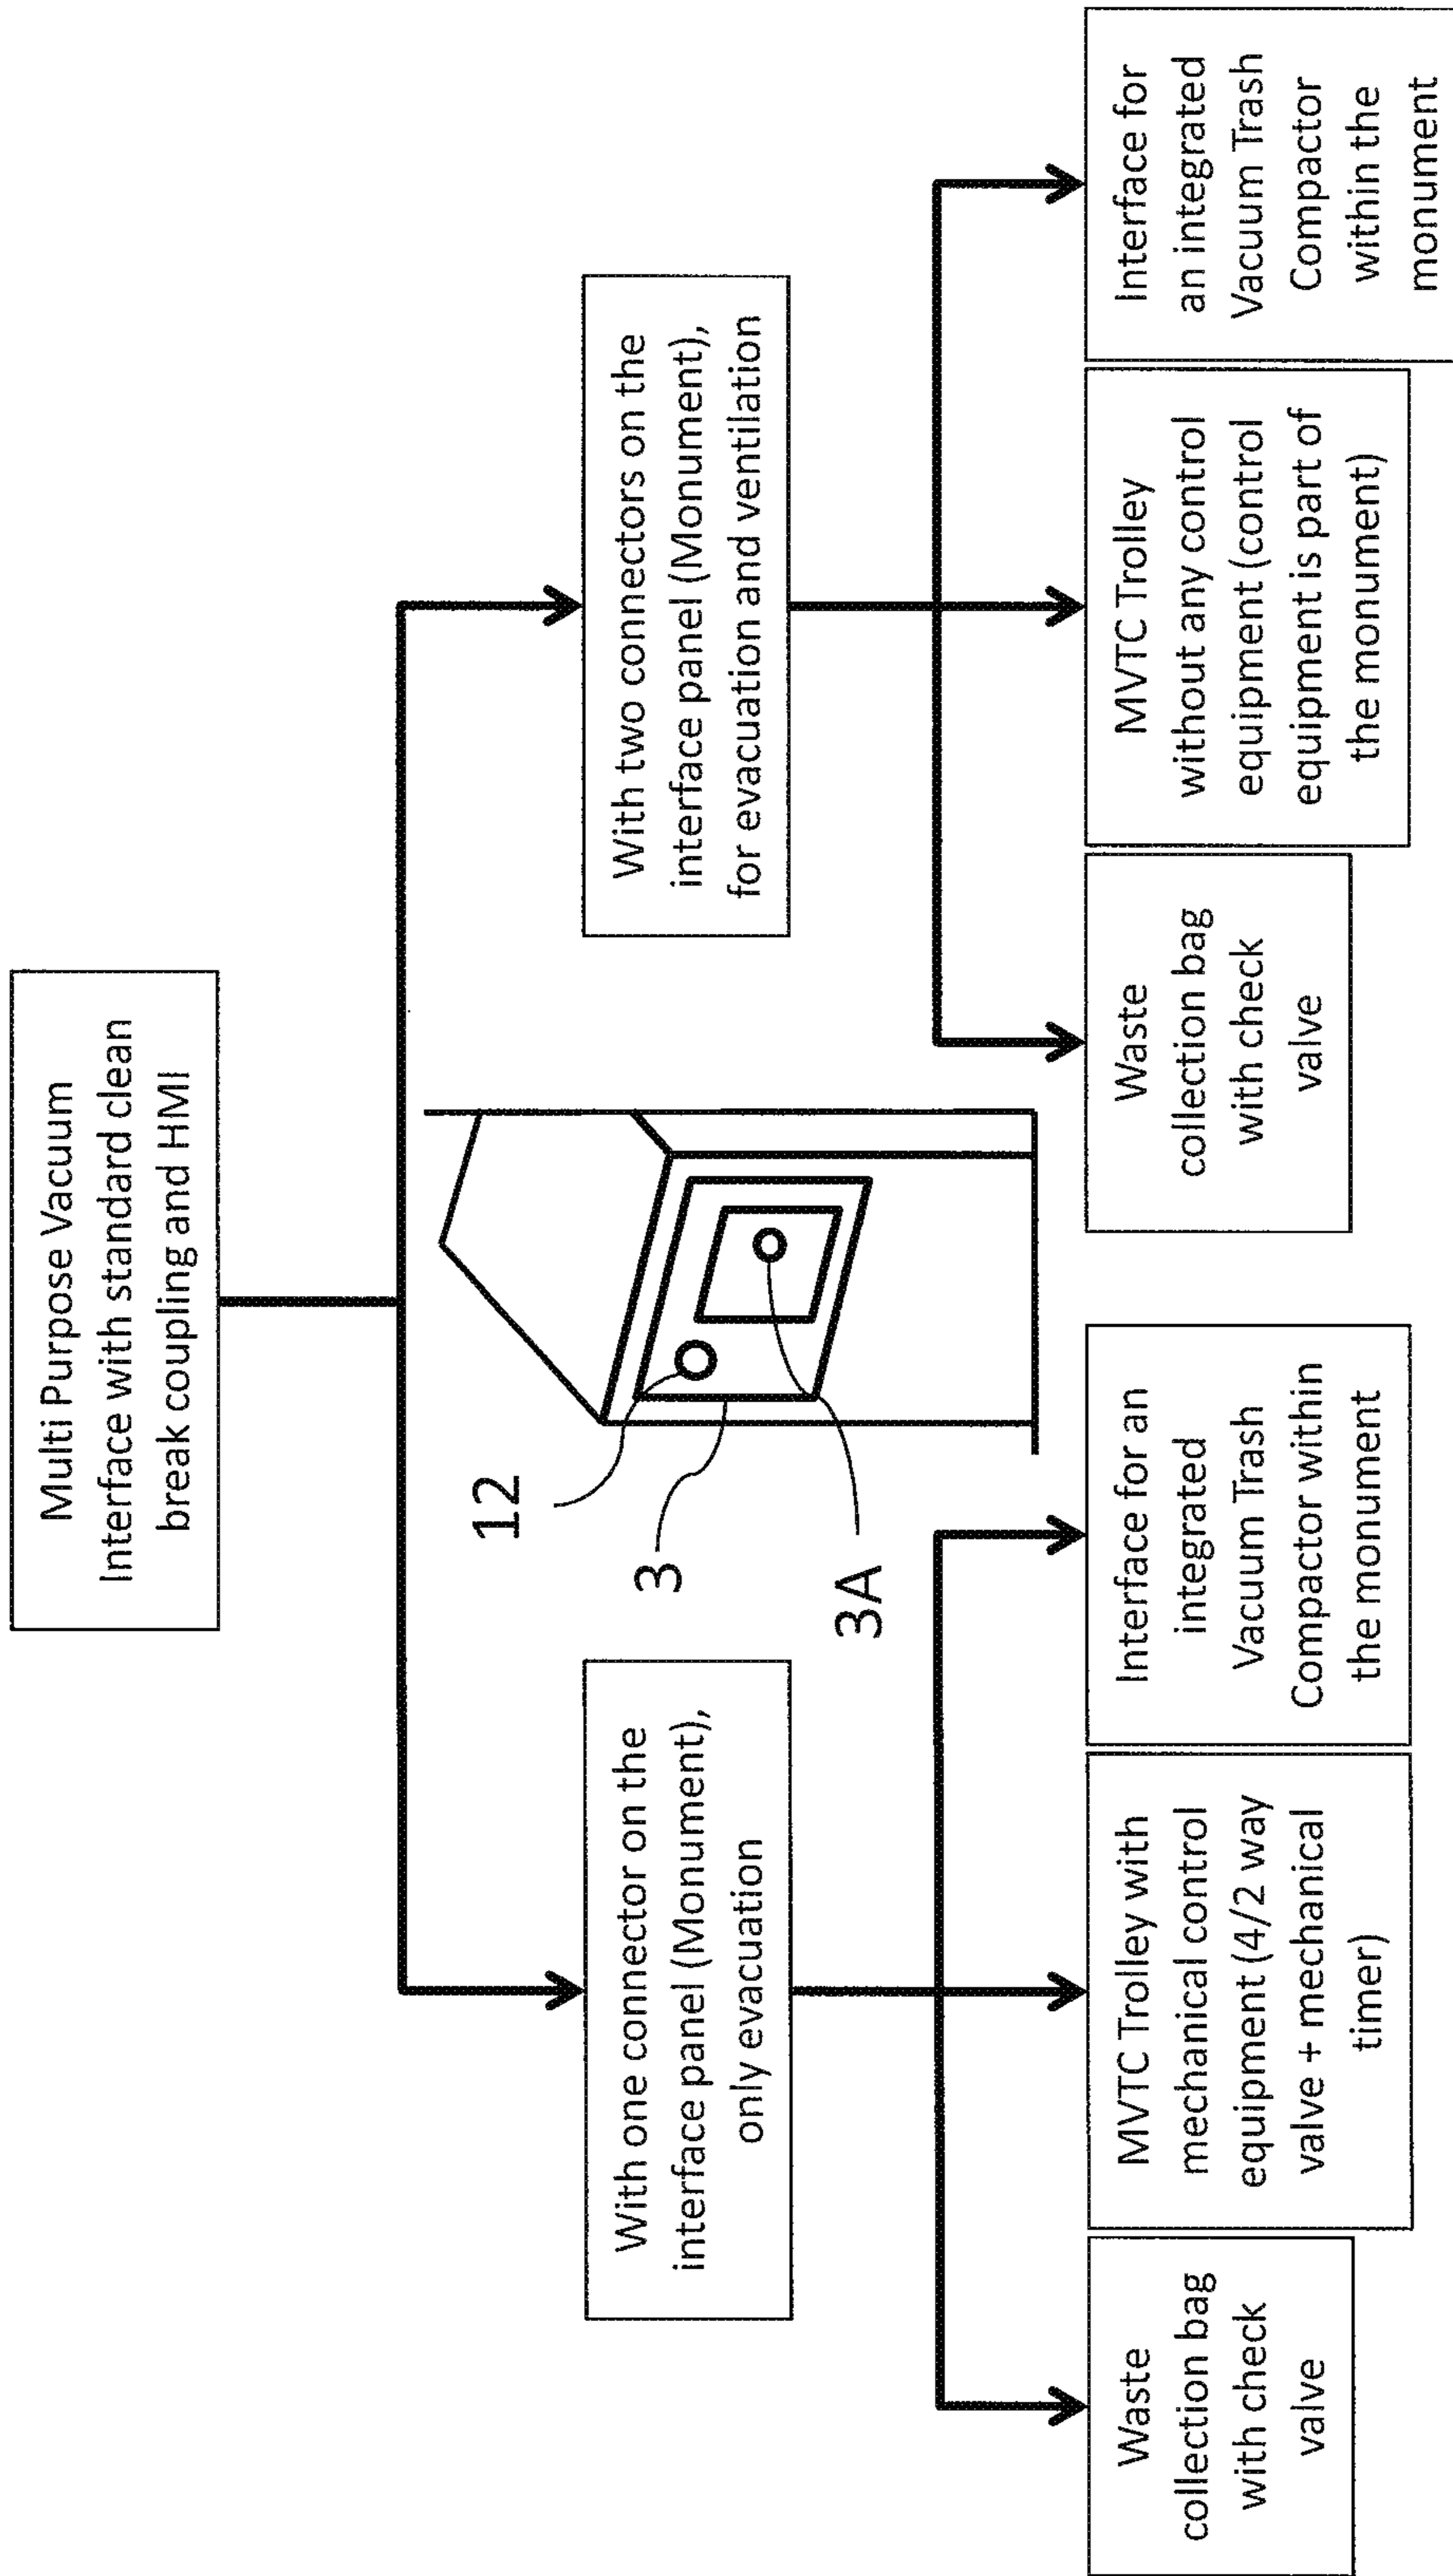 Multi Purpose Vacuum
Interface with standard clean
break coupling and HMI
With one connector on the
interface panel (Monument),
only evacuation
12
3
3A
With two connectors on the
interface panel (Monument),
for evacuation and ventilation
Waste
collection bag
with check
valve
MVTC Trolley with
mechanical control
equipment (4/2 way
valve + mechanical
timer)
Interface for an
integrated
Vacuum Trash
Compactor within
the monument
Waste
collection bag
with check
valve
MVTC Trolley
without any control
equipment (control
equipment is part of
the monument)
Interface for
an integrated
Vacuum Trash
Compactor
within the
monument